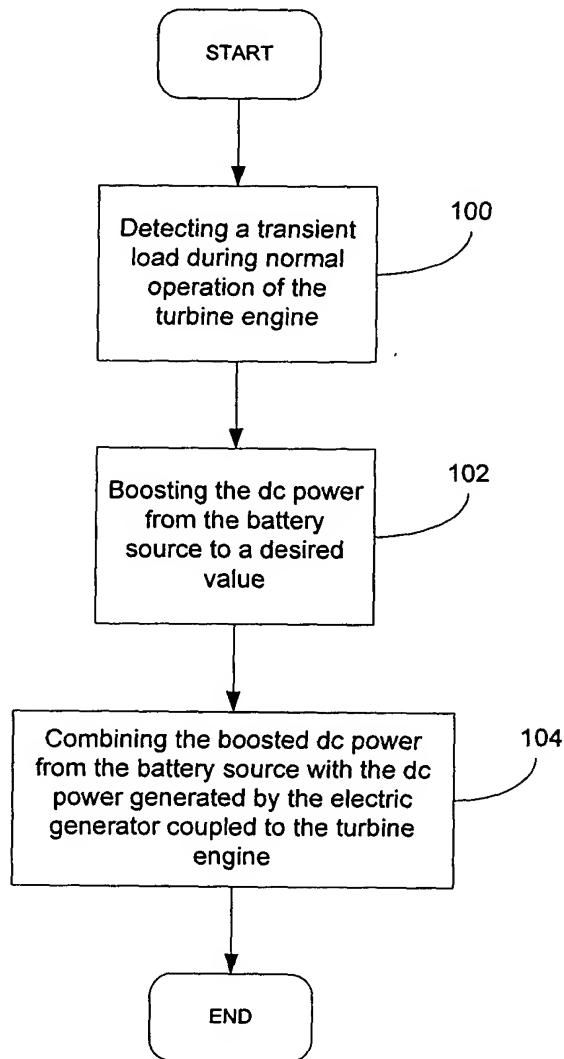 START
Detecting a transient
load during normal
operation of the
turbine engine
100
Boosting the dc power
from the battery
source to a desired
value
102
Combining the boosted dc power
from the battery source with the dc
power generated by the electric
generator coupled to the turbine
engine
104
END